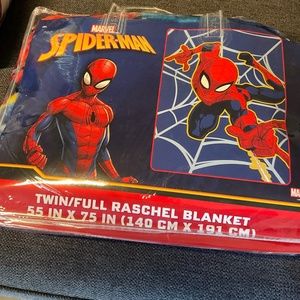 MARVEL
SPIDER-MAN
TWIN/FULL RASCHEL BLANKET
55 IN X 75 IN (140 CM X 191 CM)